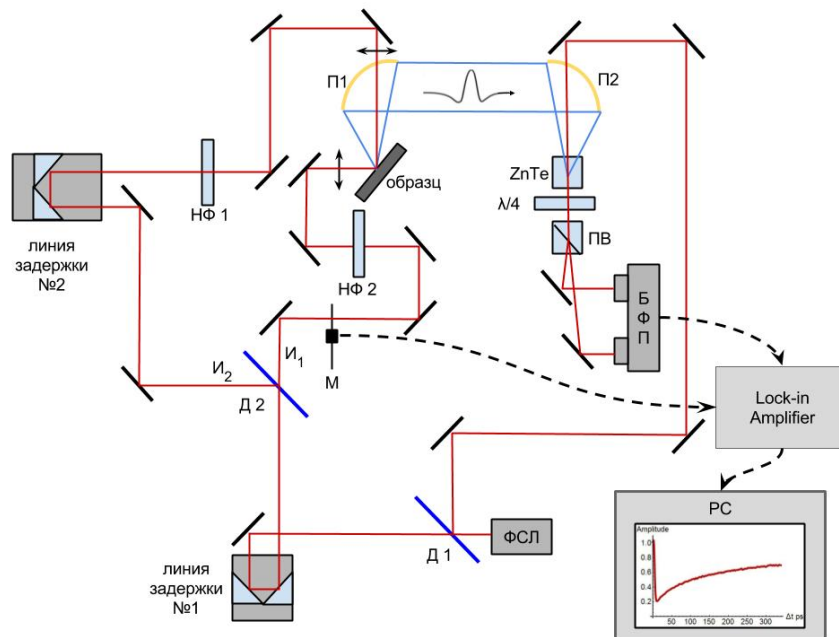 П1
П2
ZnTe
образц
λ/4
НФ 1
ПВ
линия
задержки
№2
НФ 2
Б
Ф
П
И₁
И₂
М
Д 2
Lock-in
Amplifier
PC
ФСЛ
Д 1
Amplitude
1.0
0.8
0.6
0.4
0.2
50 100 150 200 250 300 Δt ps
линия
задержки
№1